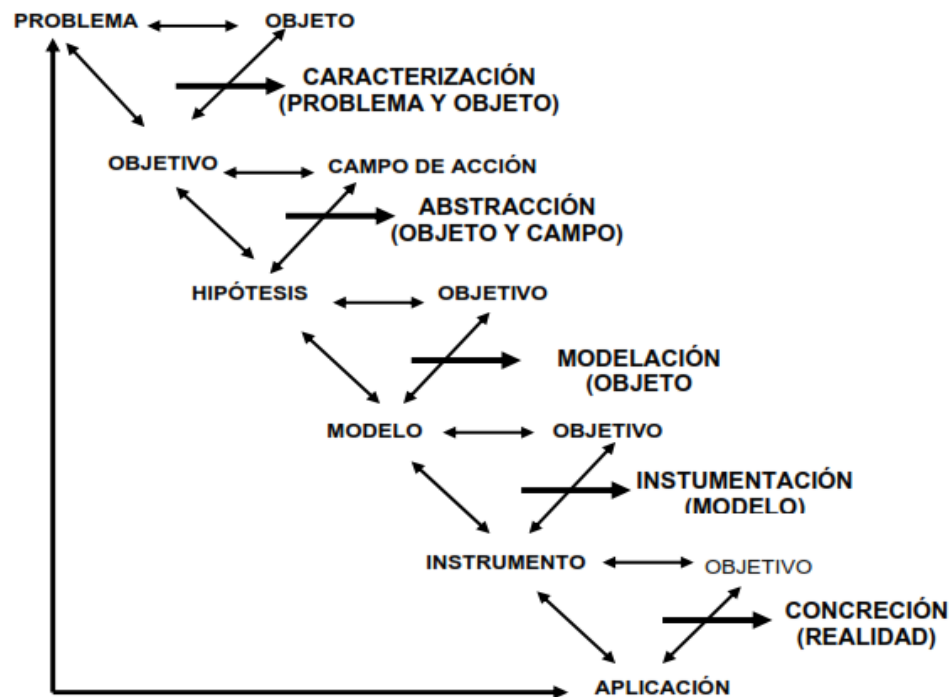 PROBLEMA OBJETO
CARACTERIZACIÓN
(PROBLEMA Y OBJETO)
OBJETIVO CAMPO DE ACCIÓN
ABSTRACCIÓN
(OBJETO Y CAMPO)
HIPÓTESIS OBJETIVO
MODELACIÓN
(OBJETO
MODELO OBJETIVO
INSTUMENTACIÓN
(MODELO)
INSTRUMENTO OBJETIVO
CONCRECIÓN
(REALIDAD)
APLICACIÓN